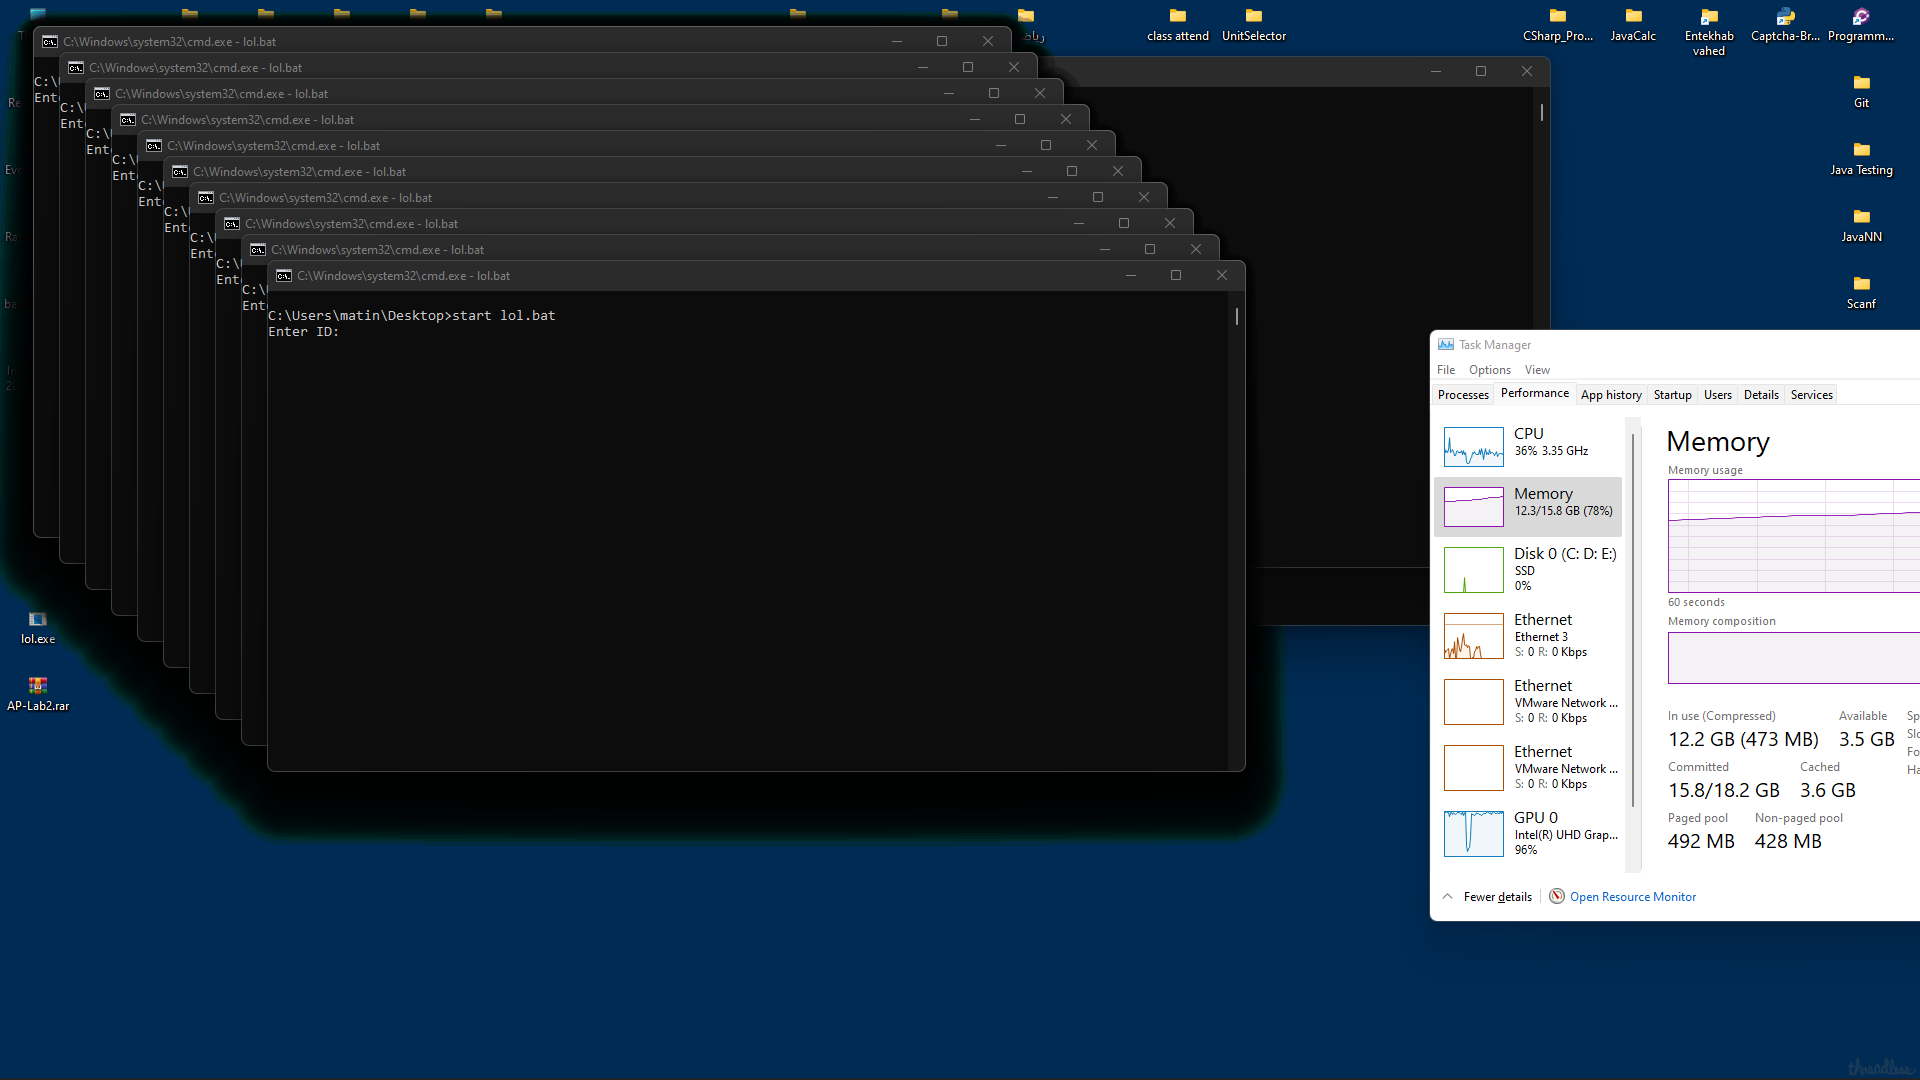 C:\Windows\system32\cmd.exe - lol.bat
C:\Windows\system32\cmd.exe - lol.bat
C:\Windows\system32\cmd.exe - lol.bat
C:\Windows\system32\cmd.exe - lol.bat
C:\Windows\system32\cmd.exe - lol.bat
C:\Windows\system32\cmd.exe - lol.bat
C:\Windows\system32\cmd.exe - lol.bat
C:\Windows\system32\cmd.exe - lol.bat
C:\Windows\system32\cmd.exe - lol.bat
C:\Windows\system32\cmd.exe - lol.bat
C:\Users\matin\Desktop>start lol.bat
Enter ID:
class attend
UnitSelector
CSharp_Pro...
JavaCalc
Entekhab
vahed
Captcha-Br...
Programm...
Git
Java Testing
JavaNN
Scanf
lol.exe
AP-Lab2.rar
Task Manager
File Options View
Processes Performance App history Startup Users Details Services
CPU
36% 3.35 GHz
Memory
12.3/15.8 GB (78%)
Disk 0 (C: D: E:)
SSD
0%
Ethernet
Ethernet 3
S: 0 R: 0 Kbps
Ethernet
VMware Network ...
S: 0 R: 0 Kbps
Ethernet
VMware Network ...
S: 0 R: 0 Kbps
GPU 0
Intel(R) UHD Grap...
96%
Memory
Memory usage
60 seconds
Memory composition
In use (Compressed) Available
12.2 GB (473 MB) 3.5 GB
Committed Cached
15.8/18.2 GB 3.6 GB
Paged pool Non-paged pool
492 MB 428 MB
Fewer details
Open Resource Monitor
threadless